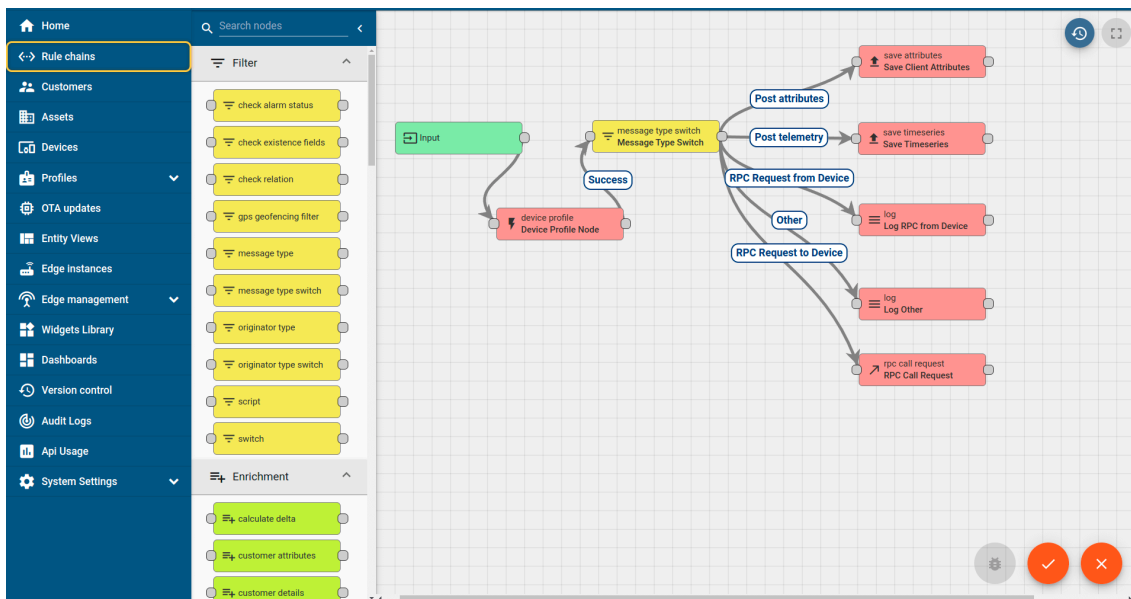 Home
Rule chains
Customers
Assets
Devices
Profiles
OTA updates
Entity Views
Edge instances
Edge management
Widgets Library
Dashboards
Version control
Audit Logs
Api Usage
System Settings
Search nodes
Filter
check alarm status
check existence fields
check relation
gps geofencing filter
message type
message type switch
originator type
originator type switch
script
switch
Enrichment
calculate delta
customer attributes
customer details
Input
device profile
Device Profile Node
Success
message type switch
Message Type Switch
Post attributes
Post telemetry
RPC Request from Device
Other
RPC Request to Device
save attributes
Save Client Attributes
save timeseries
Save Timeseries
log
Log RPC from Device
log
Log Other
rpc call request
RPC Call Request